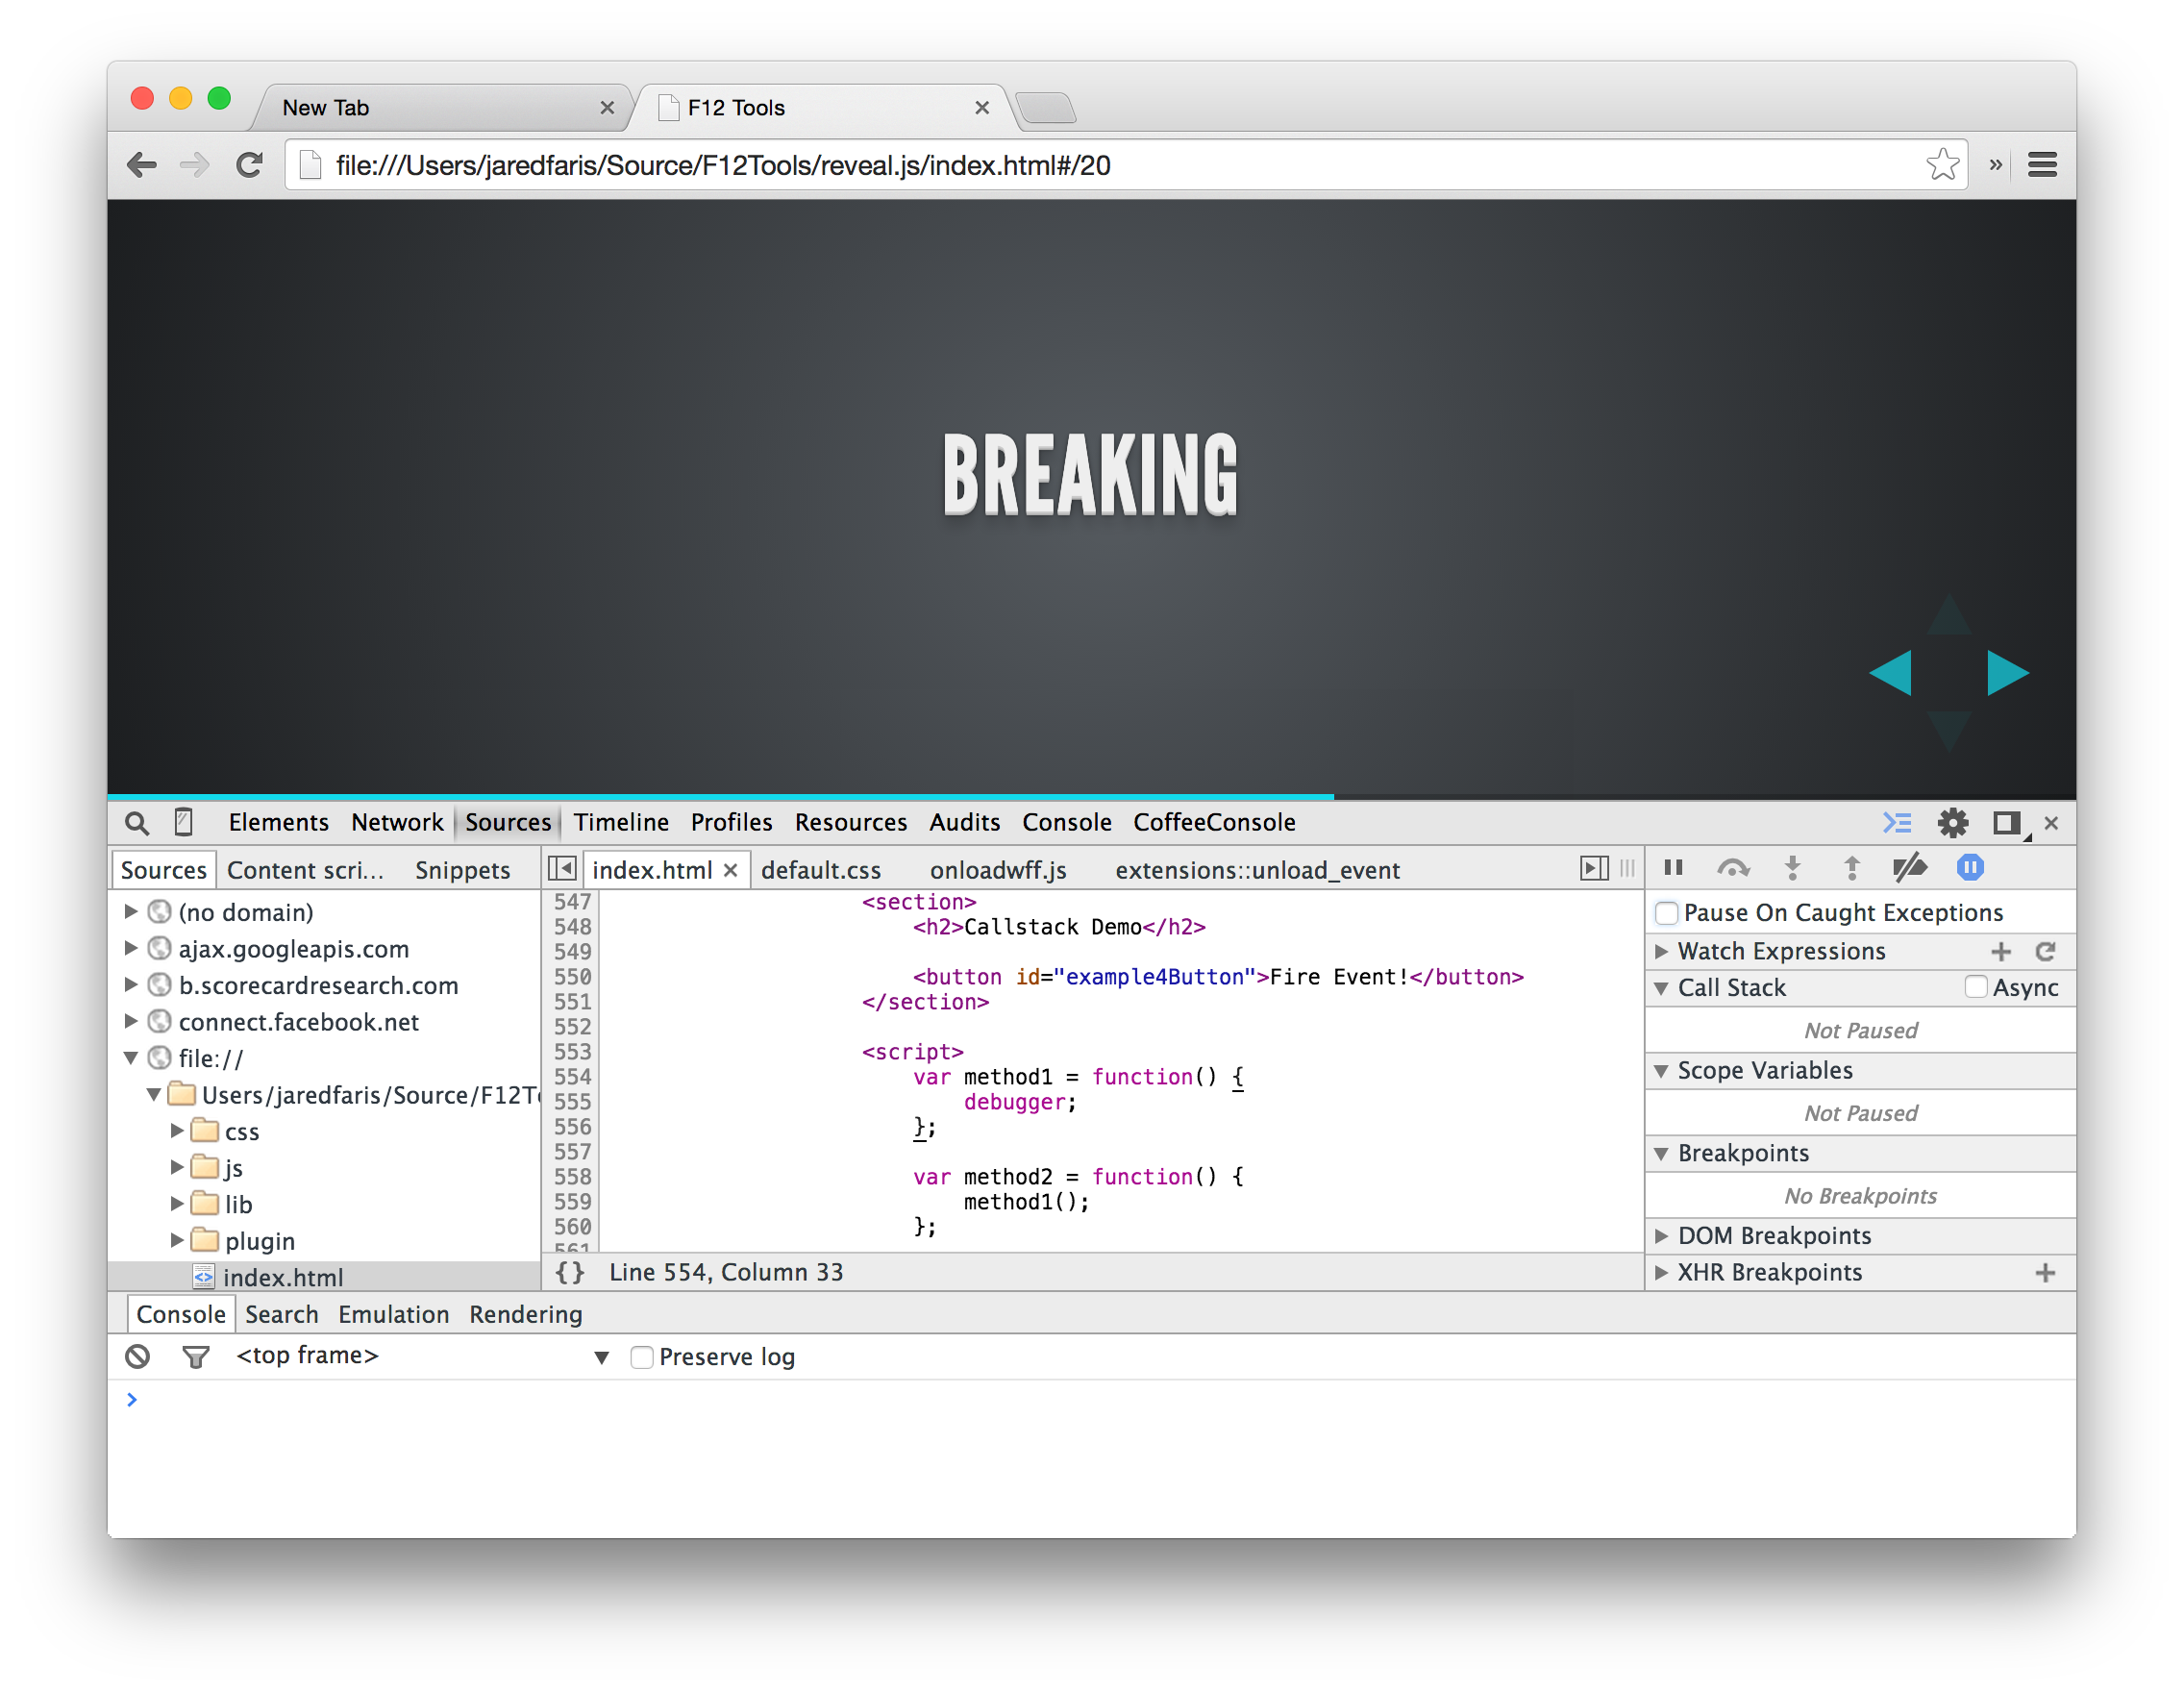 New Tab
F12 Tools
file:///Users/jaredfaris/Source/F12Tools/reveal.js/index.html#/20
BREAKING
Elements Network Sources Timeline Profiles Resources Audits Console CoffeeConsole
Sources Content scri... Snippets
index.html default.css onloadwff.js extensions::unload_event
(no domain)
ajax.googleapis.com
b.scorecardresearch.com
connect.facebook.net
file://
Users/jaredfaris/Source/F12T
css
js
lib
plugin
index.html
547 <section>
548 <h2>Callstack Demo</h2>
549
550 <button id="example4Button">Fire Event!</button>
551 </section>
552
553 <script>
554 var method1 = function() {
555 debugger;
556 };
557
558 var method2 = function() {
559 method1();
560 };
561
{} Line 554, Column 33
Pause On Caught Exceptions
Watch Expressions
Call Stack Async
Not Paused
Scope Variables
Not Paused
Breakpoints
No Breakpoints
DOM Breakpoints
XHR Breakpoints
Console Search Emulation Rendering
<top frame> Preserve log